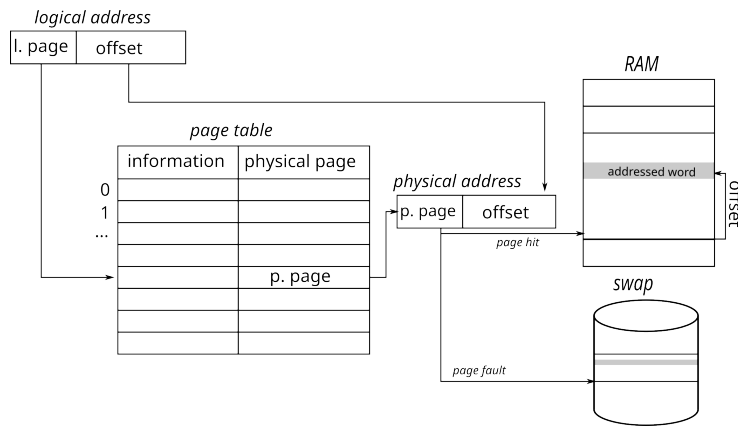 logical address
l. page offset
RAM
page table
information physical page
addressed word
physical address
0
offset
p. page offset
1
...
page hit
p. page
swap
page fault